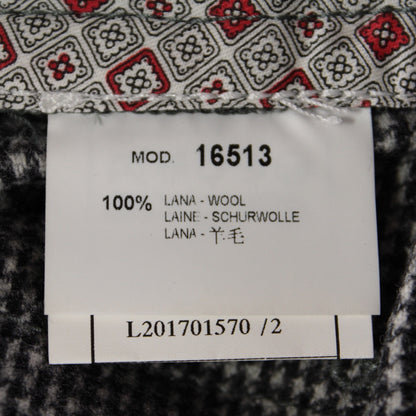 MOD. 16513
100% LANA - WOOL
LAINE - SCHURWOLLE
LANA - 羊毛
L201701570 /2